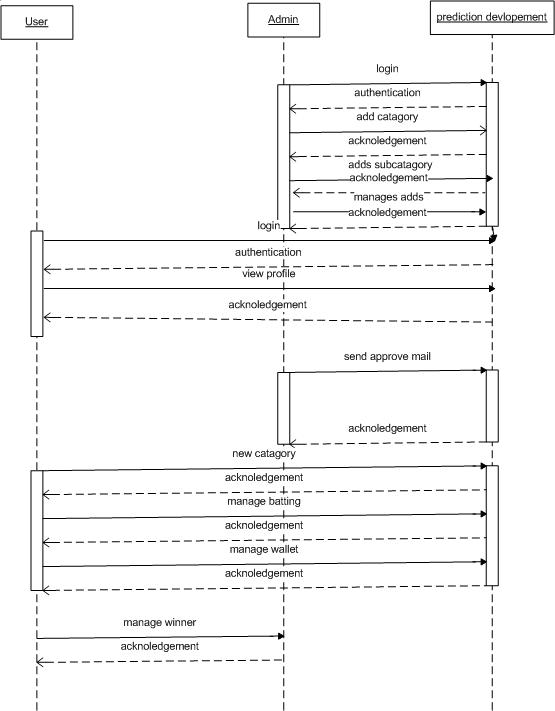 User
Admin
prediction devlopement
login
authentication
add catagory
acknoledgement
adds subcatagory
acknoledgement
manages adds
acknoledgement
login
authentication
view profile
acknoledgement
send approve mail
acknoledgement
new catagory
acknoledgement
manage batting
acknoledgement
manage wallet
acknoledgement
manage winner
acknoledgement